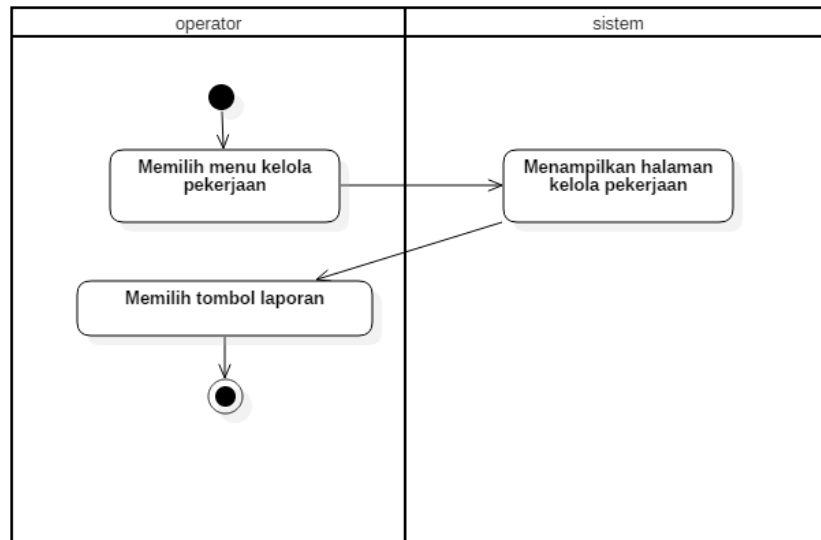 operator
sistem
Memilih menu kelola
pekerjaan
Menampilkan halaman
kelola pekerjaan
Memilih tombol laporan